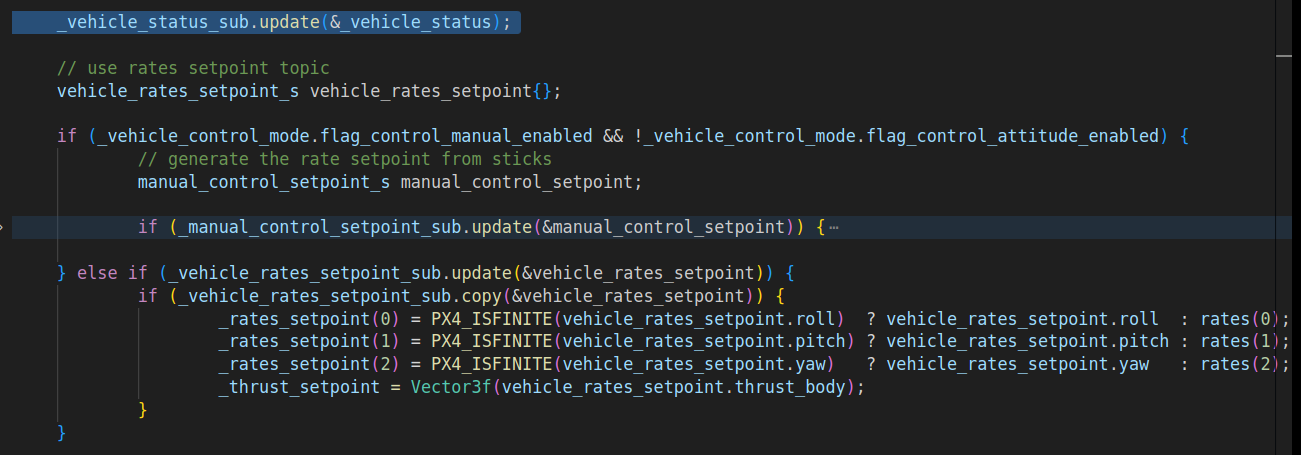 _vehicle_status_sub.update(&_vehicle_status);
// use rates setpoint topic
vehicle_rates_setpoint_s vehicle_rates_setpoint{};
if (_vehicle_control_mode.flag_control_manual_enabled && !_vehicle_control_mode.flag_control_attitude_enabled) {
// generate the rate setpoint from sticks
manual_control_setpoint_s manual_control_setpoint;
if (_manual_control_setpoint_sub.update(&manual_control_setpoint)) {⋯
} else if (_vehicle_rates_setpoint_sub.update(&vehicle_rates_setpoint)) {
if (_vehicle_rates_setpoint_sub.copy(&vehicle_rates_setpoint)) {
_rates_setpoint(0) = PX4_ISFINITE(vehicle_rates_setpoint.roll)  ? vehicle_rates_setpoint.roll  : rates(0);
_rates_setpoint(1) = PX4_ISFINITE(vehicle_rates_setpoint.pitch) ? vehicle_rates_setpoint.pitch : rates(1);
_rates_setpoint(2) = PX4_ISFINITE(vehicle_rates_setpoint.yaw)   ? vehicle_rates_setpoint.yaw   : rates(2);
_thrust_setpoint = Vector3f(vehicle_rates_setpoint.thrust_body);
}
}